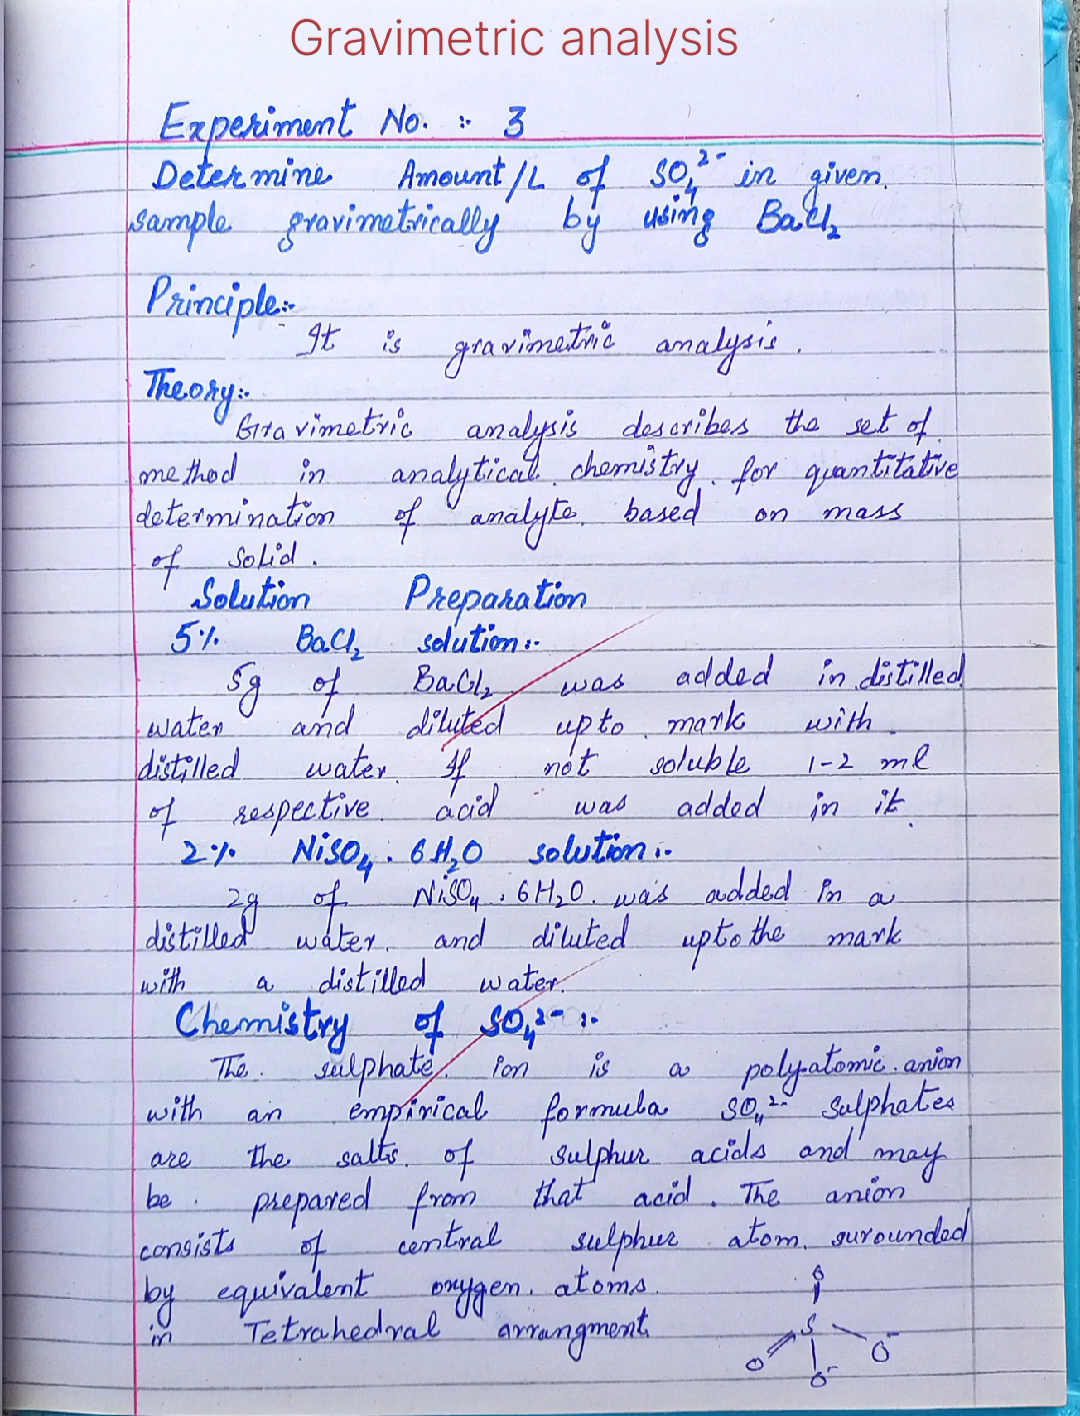 Gravimetric analysis
Experiment No. :- 3
Determine Amount/L of SO₄²⁻ in given.
sample gravimetrically by using BaCl₂
Principle:-
It is gravimetric analysis.
Theory:-
Gravimetric analysis describes the set of
method in analytical chemistry for quantitative
determination of analyte based on mass
of solid.
Solution Preparation
5% BaCl₂ solution:-
5g of BaCl₂ was added in distilled
water and diluted upto mark with
distilled water. If not soluble 1-2 ml
of respective acid was added in it.
2% NiSO₄.6H₂O solution:-
2g of NiSO₄.6H₂O. was added in a
distilled water. and diluted upto the mark
with a distilled water.
Chemistry of SO₄²⁻ :-
The sulphate ion is a polyatomic anion
with an empirical formula SO₄²⁻ Sulphates
are the salts of sulphur acids and may
be prepared from that acid. The anion
consists of central sulphur atom surounded
by equivalent oxygen atoms.
in Tetrahedral arrangment
O
S
O O⁻
O⁻